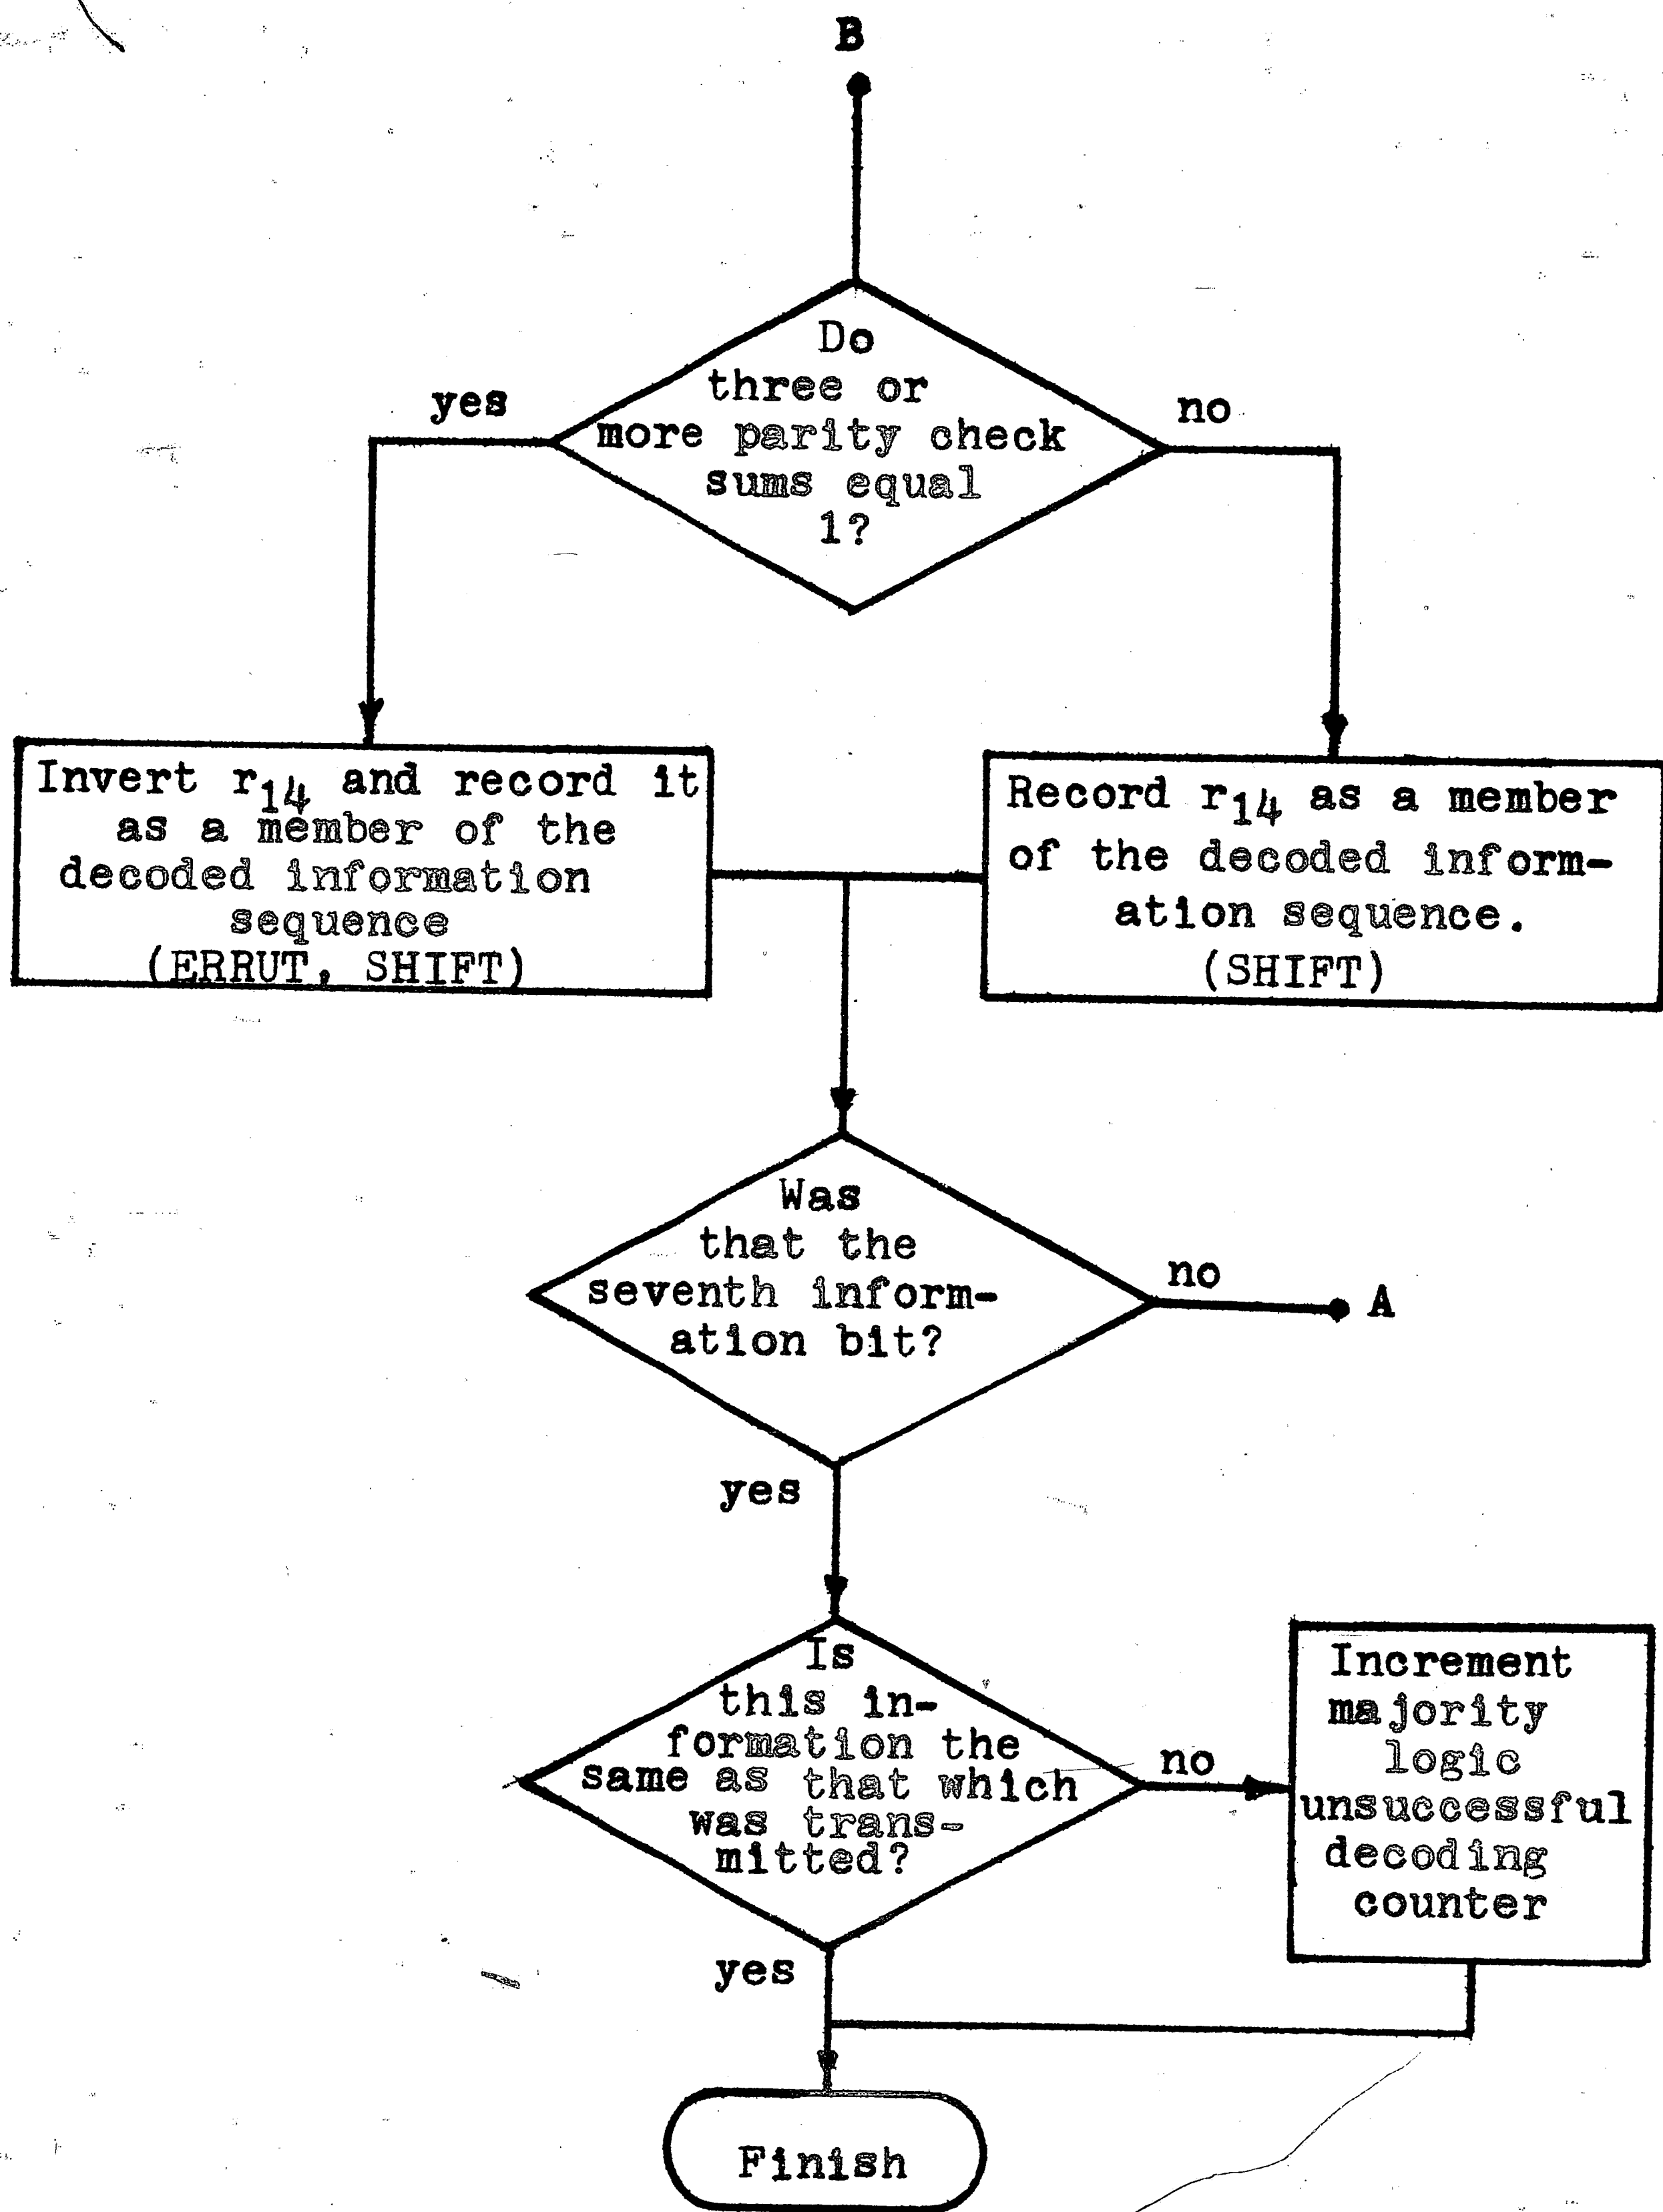 B
Do
three or
more parity check
sums equal
1?
yes
no
Invert r14 and record it
as a member of the
decoded information
sequence
(ERRUT, SHIFT)
Record r14 as a member
of the decoded inform-
ation sequence.
(SHIFT)
Was
that the
seventh inform-
ation bit?
no
A
yes
Is
this in-
formation the
same as that which
was trans-
mitted?
no
Increment
majority
logic
unsuccessful
decoding
counter
yes
Finish